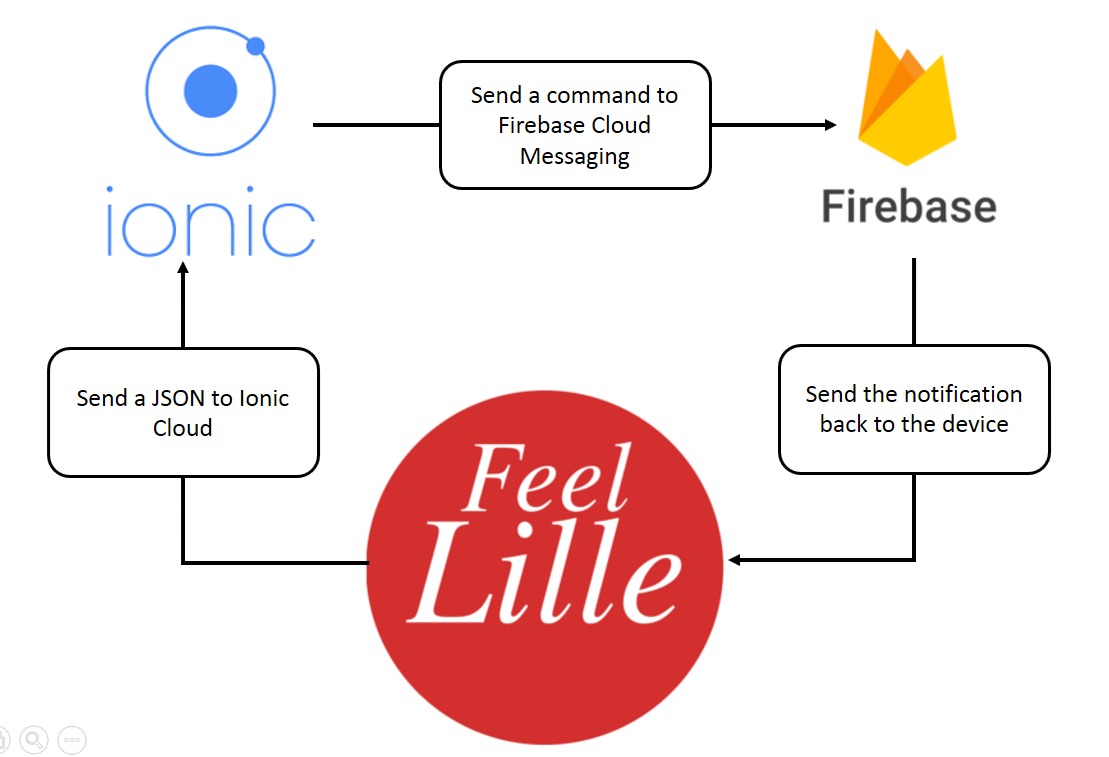 ionic
Send a command to
Firebase Cloud
Messaging
Firebase
Send a JSON to Ionic
Cloud
Send the notification
back to the device
Feel
Lille